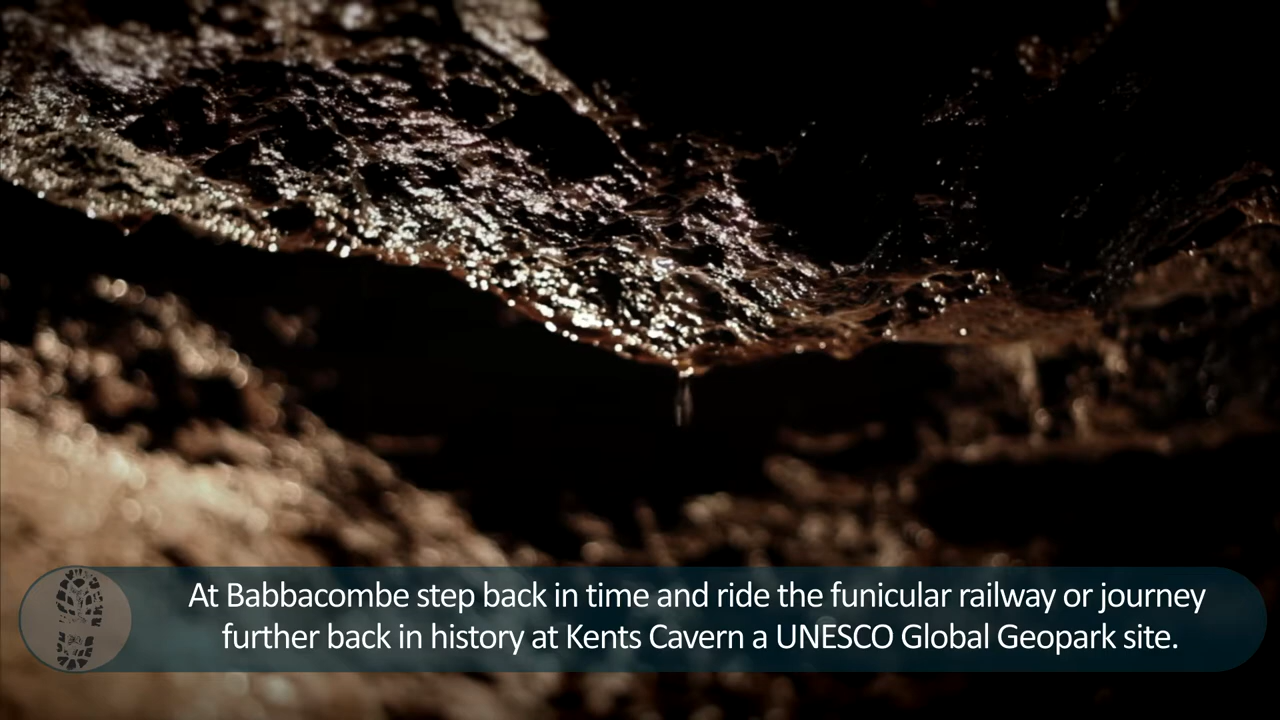 At Babbacombe step back in time and ride the funicular railway or journey
further back in history at Kents Cavern a UNESCO Global Geopark site.